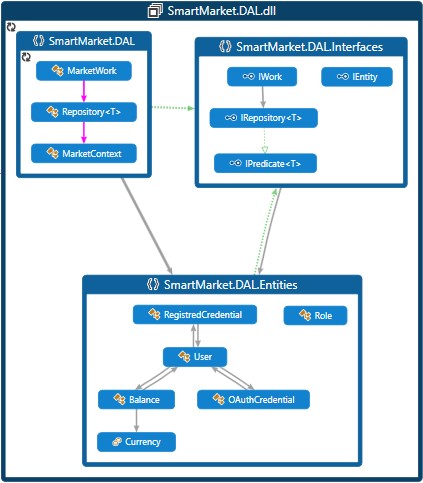 SmartMarket.DAL.dll
SmartMarket.DAL
MarketWork
Repository<T>
MarketContext
SmartMarket.DAL.Interfaces
IWork
IEntity
IRepository<T>
IPredicate<T>
SmartMarket.DAL.Entities
RegistredCredential
Role
User
Balance
OAuthCredential
Currency